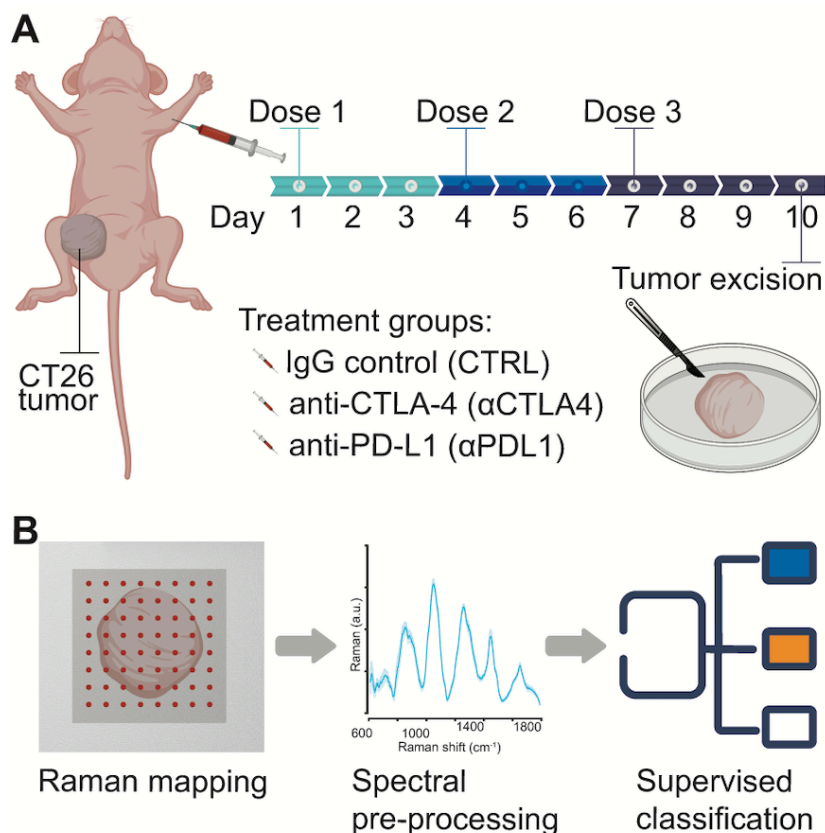 A
Dose 1 Dose 2 Dose 3
Day 1 2 3 4 5 6 7 8 9 10
Tumor excision
CT26
tumor
Treatment groups:
IgG control (CTRL)
anti-CTLA-4 (αCTLA4)
anti-PD-L1 (αPDL1)
B
Raman (a.u.)
600 1000 1400 1800
Raman shift (cm⁻¹)
Raman mapping
Spectral
pre-processing
Supervised
classification